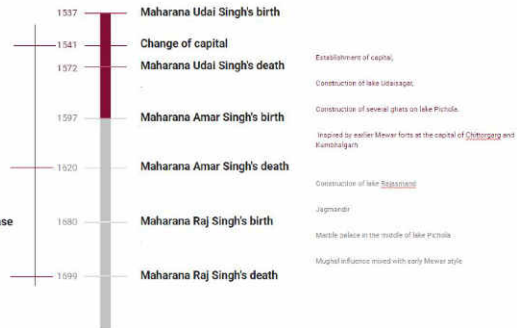 1537
Maharana Udai Singh's birth
1541
Change of capital
1572
Maharana Udai Singh's death
Establishment of capital,
Construction of lake Udaisagar,
1597
Maharana Amar Singh's birth
Construction of several ghats on lake Pichola.
Inspired by earlier Mewar forts at the capital of Chittorgarg and
Kumbhalgarh
1620
Maharana Amar Singh's death
Construction of lake Rajasmand
Jagmandir
1680
Maharana Raj Singh's birth
Marble palace in the middle of lake Pichola
Mughal influence mixed with early Mewar style
1699
Maharana Raj Singh's death